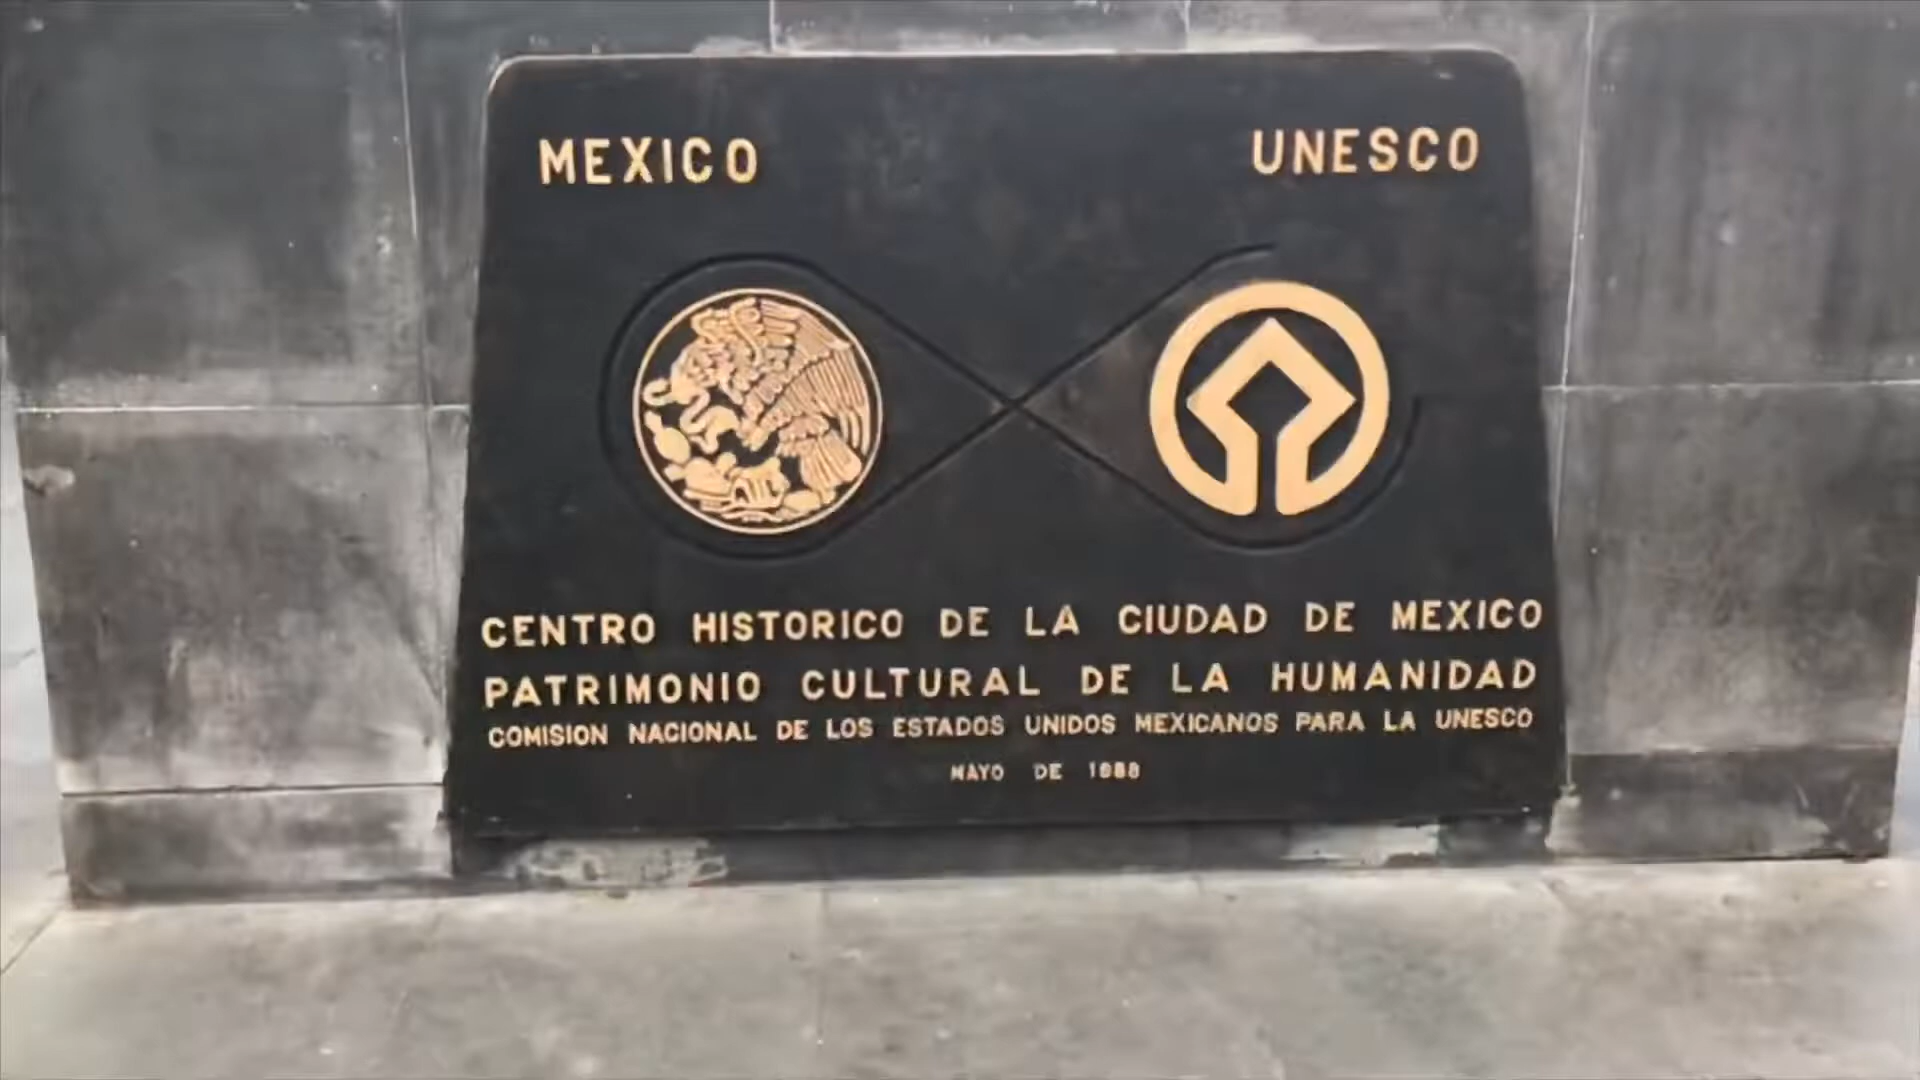 MEXICO
UNESCO
CENTRO HISTORICO DE LA CIUDAD DE MEXICO
PATRIMONIO CULTURAL DE LA HUMANIDAD
COMISION NACIONAL DE LOS ESTADOS UNIDOS MEXICANOS PARA LA UNESCO
MAYO DE 1988